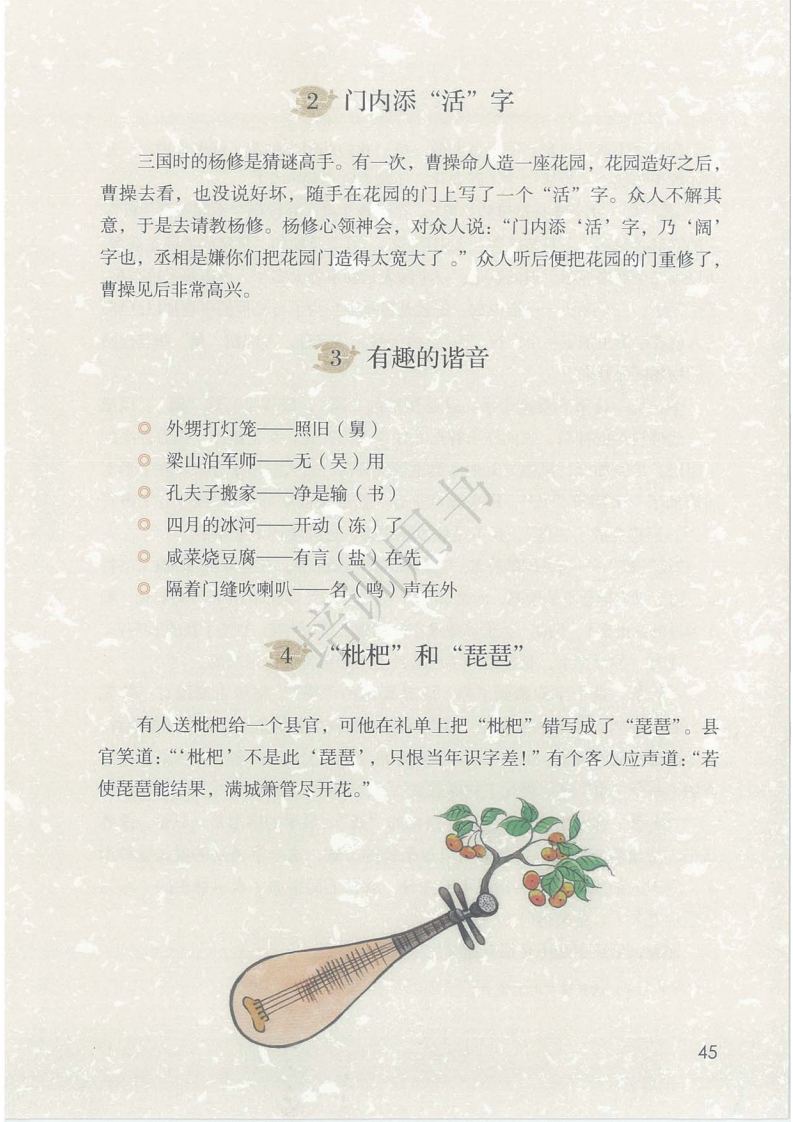 2 门内添“活”字
三国时的杨修是猜谜高手。有一次，曹操命人造一座花园，花园造好之后，
曹操去看，也没说好坏，随手在花园的门上写了一个“活”字。众人不解其
意，于是去请教杨修。杨修心领神会，对众人说：“门内添‘活’字，乃‘阔’
字也，丞相是嫌你们把花园门造得太宽大了。”众人听后便把花园的门重修了，
曹操见后非常高兴。
3 有趣的谐音
外甥打灯笼——照旧（舅）
梁山泊军师——无（吴）用
孔夫子搬家——净是输（书）
四月的冰河——开动（冻）了
咸菜烧豆腐——有言（盐）在先
隔着门缝吹喇叭——名（鸣）声在外
培训用书
4 “枇杷”和“琵琶”
有人送枇杷给一个县官，可他在礼单上把“枇杷”错写成了“琵琶”。县
官笑道：“‘枇杷’不是此‘琵琶’，只恨当年识字差！”有个客人应声道：“若
使琵琶能结果，满城箫管尽开花。”
45